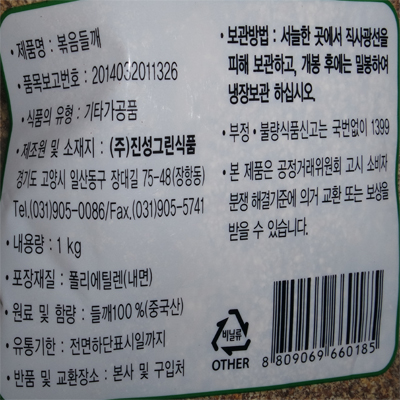 • 제품명 : 볶음들깨
• 품목보고번호 : 2014032011326
• 식품의 유형 : 기타가공품
• 제조원 및 소재지 : (주)진성그린식품
경기도 고양시 일산동구 장대길 75-48(장항동)
Tel.(031)905-0086/Fax.(031)905-5741
• 내용량 : 1 kg
• 포장재질 : 폴리에틸렌(내면)
• 원료 및 함량 : 들깨100%(중국산)
• 유통기한 : 전면하단표시일까지
• 반품 및 교환장소 : 본사 및 구입처
• 보관방법 : 서늘한 곳에서 직사광선을
피해 보관하고, 개봉 후에는 밀봉하여
냉장보관 하십시오.
• 부정•불량식품신고는 국번없이 1399
• 본 제품은 공정거래위원회 고시 소비자
분쟁 해결기준에 의거 교환 또는 보상을
받을 수 있습니다.
비닐류
OTHER
8 809069 660185